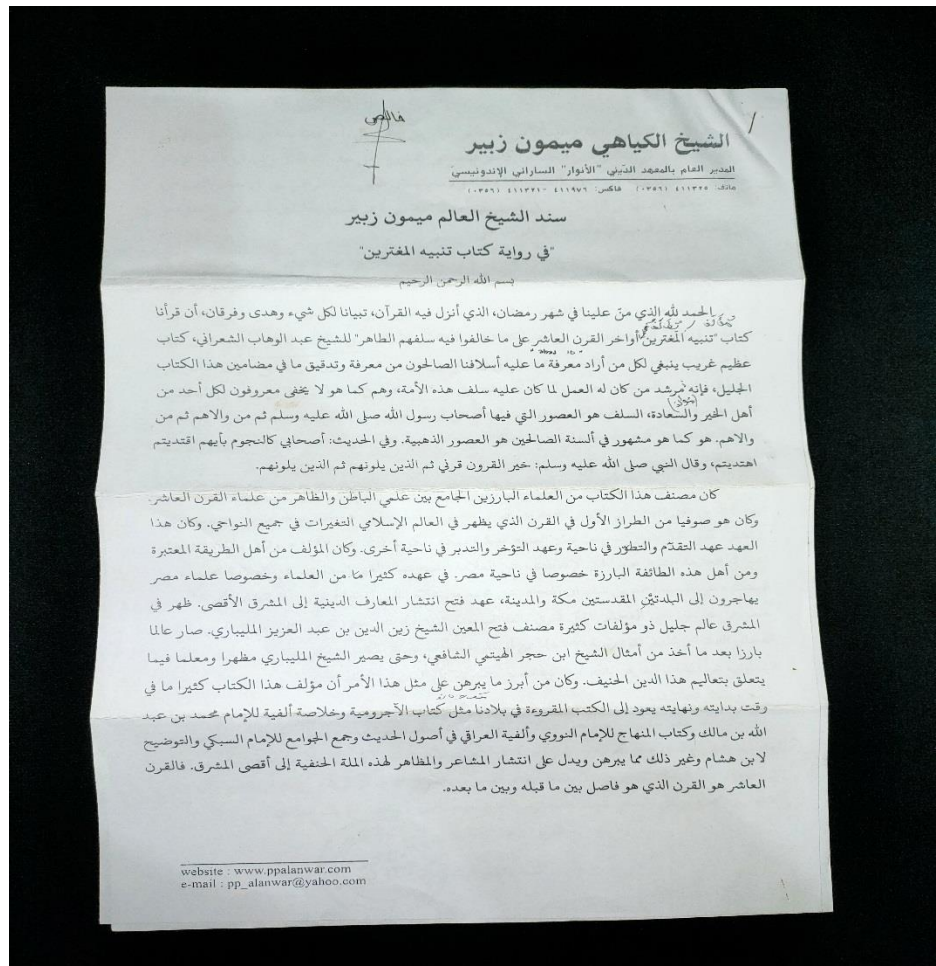 فالصى
الشيخ الكياهي ميمون زبير
المدير العام بالمعهد الديني "الأنوار" الساراني الإندونيسي
هاتف: ٤١١٣٥٥ (٠٣٥٦) فاكس: ٤١١٩٧٦ - ٤١١٣٢١ (٠٣٥٦)
سند الشيخ العالم ميمون زبير
"في رواية كتاب تنبيه المغترين"
بسم الله الرحمن الرحيم
الحمد لله الذي منّ علينا في شهر رمضان، الذي أنزل فيه القرآن، تبيانا لكل شيء وهدى وفرقان، أن قرأنا
كتاب "تنبيه المغترين أواخر القرن العاشر على ما خالفوا فيه سلفهم الطاهر" للشيخ عبد الوهاب الشعراني، كتاب
عظيم غريب ينبغي لكل من أراد معرفة ما عليه أسلافنا الصالحون من معرفة وتدقيق ما في مضامين هذا الكتاب
الجليل، فإنه مرشد من كان له العمل لما كان عليه سلف هذه الأمة، وهم كما هو لا يخفى معروفون لكل أحد من
أهل الخير والسعادة، السلف هو العصور التي فيها أصحاب رسول الله صلى الله عليه وسلم ثم من والاهم ثم من
والاهم. هو كما هو مشهور في ألسنة الصالحين هو العصور الذهبية. وفي الحديث: أصحابي كالنجوم بأيهم اقتديتم
اهتديتم، وقال النبي صلى الله عليه وسلم: خير القرون قرني ثم الذين يلونهم ثم الذين يلونهم.
كان مصنف هذا الكتاب من العلماء البارزين الجامع بين علمي الباطن والظاهر من علماء القرن العاشر.
وكان هو صوفيا من الطراز الأول في القرن الذي يظهر في العالم الإسلامي التغيرات في جميع النواحي. وكان هذا
العهد عهد التقدّم والتطوّر في ناحية وعهد التؤخر والتدبر في ناحية أخرى. وكان المؤلف من أهل الطريقة المعتبرة
ومن أهل هذه الطائفة البارزة خصوصا في ناحية مصر. في عهده كثيرا مّا من العلماء وخصوصا علماء مصر
يهاجرون إلى البلدتين المقدستين مكة والمدينة، عهد فتح انتشار المعارف الدينية إلى المشرق الأقصى. ظهر في
المشرق عالم جليل ذو مؤلفات كثيرة مصنف فتح المعين الشيخ زين الدين بن عبد العزيز المليباري. صار عالما
بارزا بعد ما أخذ من أمثال الشيخ ابن حجر الهيتمي الشافعي، وحتى يصير الشيخ المليباري مظهرا ومعلما فيما
يتعلق بتعاليم هذا الدين الحنيف. وكان من أبرز ما يبرهن على مثل هذا الأمر أن مؤلف هذا الكتاب كثيرا ما في
وقت بدايته ونهايته يعود إلى الكتب المقروءة في بلادنا مثل كتاب الآجرومية وخلاصة ألفية للإمام محمد بن عبد
الله بن مالك وكتاب المنهاج للإمام النووي وألفية العراقي في أصول الحديث وجمع الجوامع للإمام السبكي والتوضيح
لابن هشام وغير ذلك مما يبرهن ويدل على انتشار المشاعر والمظاهر لهذه الملة الحنفية إلى أقصى المشرق. فالقرن
العاشر هو القرن الذي هو فاصل بين ما قبله وبين ما بعده.
website : www.ppalanwar.com
e-mail : pp_alanwar@yahoo.com